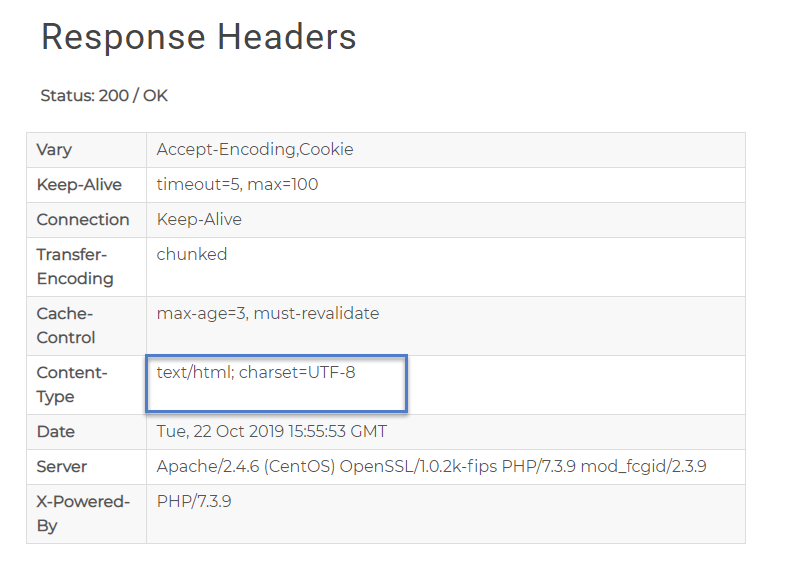 Response Headers
Status: 200 / OK
Vary Accept-Encoding,Cookie
Keep-Alive timeout=5, max=100
Connection Keep-Alive
Transfer- chunked
Encoding
Cache- max-age=3, must-revalidate
Control
Content- text/html; charset=UTF-8
Type
Date Tue, 22 Oct 2019 15:55:53 GMT
Server Apache/2.4.6 (CentOS) OpenSSL/1.0.2k-fips PHP/7.3.9 mod_fcgid/2.3.9
X-Powered- PHP/7.3.9
By